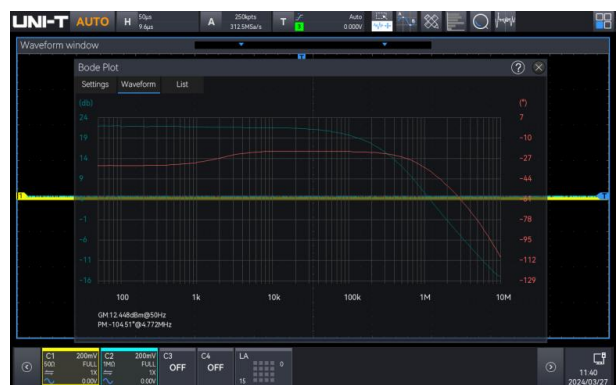 UNI-T AUTO H 50μs 9.6μs A 250kpts 312.5MSa/s T Auto 0.000V
Waveform window
Bode Plot
Settings Waveform List
(db) (°)
24 7
19 -10
14 -27
9 -44
-61
-1 -78
-6 -95
-11 -112
-16 -129
100 1k 10k 100k 1M 10M
GM:12.448dBm@50Hz
PM:-104.51°@4.772MHz
C1 200mV C2 200mV C3 C4 LA
50Ω FULL 1MΩ FULL OFF OFF 0
1X 1X
0.00V 0.00V 15
11:40
2024/03/27